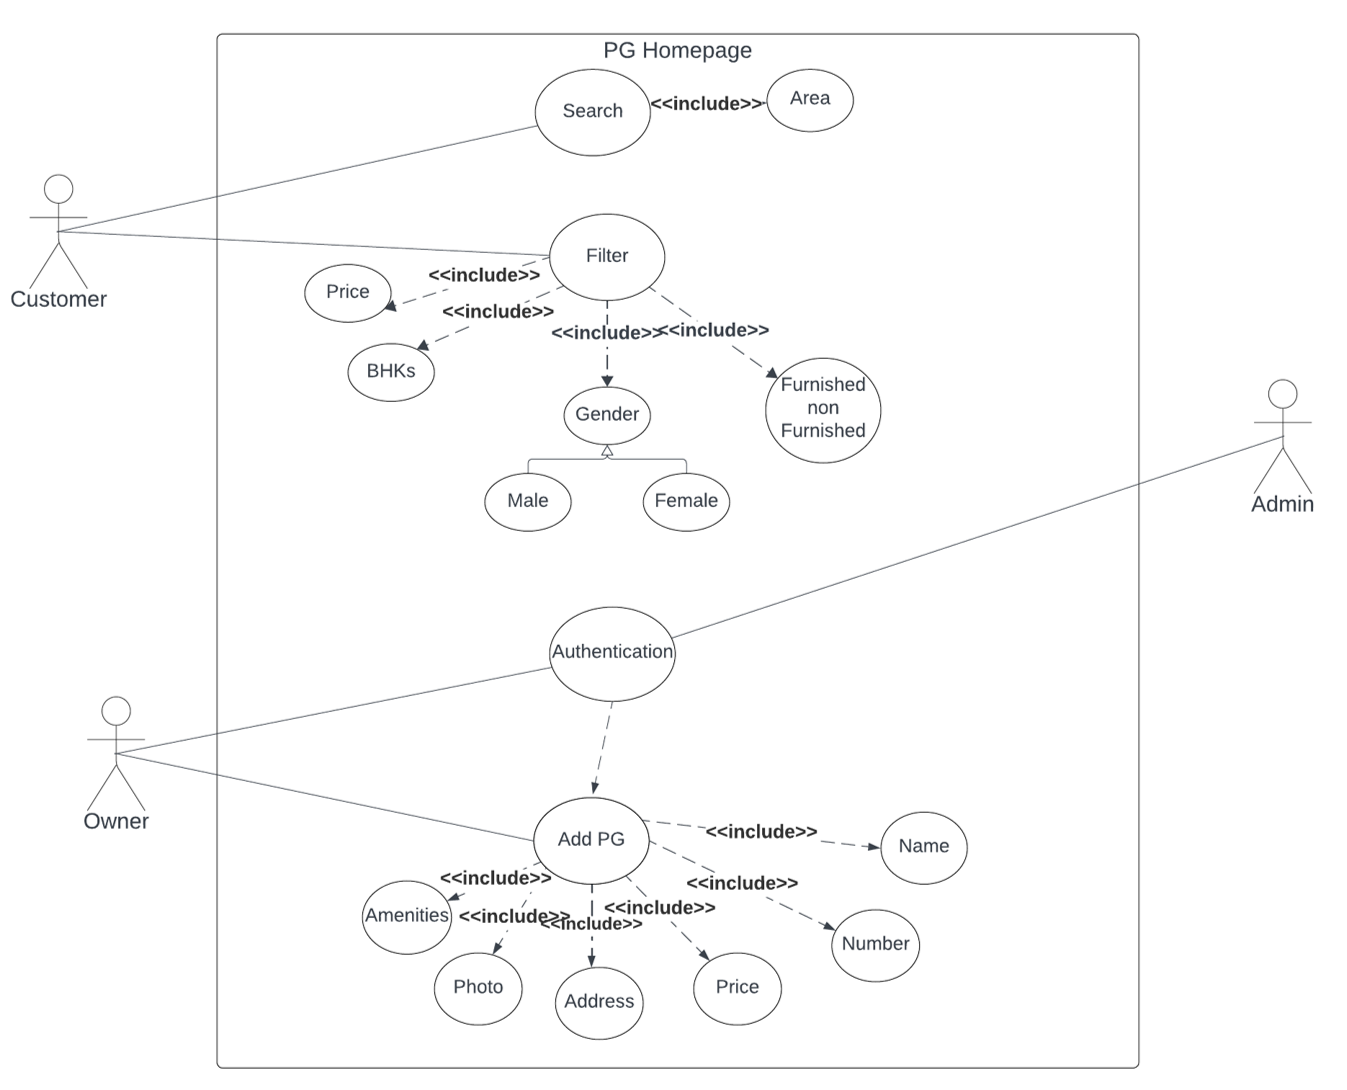 PG Homepage
Search
<<include>>
Area
Customer
Filter
<<include>>
Price
<<include>>
BHKs
<<include>>
<<include>>
Gender
Furnished
non
Furnished
Male
Female
Admin
Authentication
Owner
Add PG
<<include>>
Name
<<include>>
Amenities
<<include>>
<<include>>
<<include>>
<<include>>
Number
Photo
Address
Price